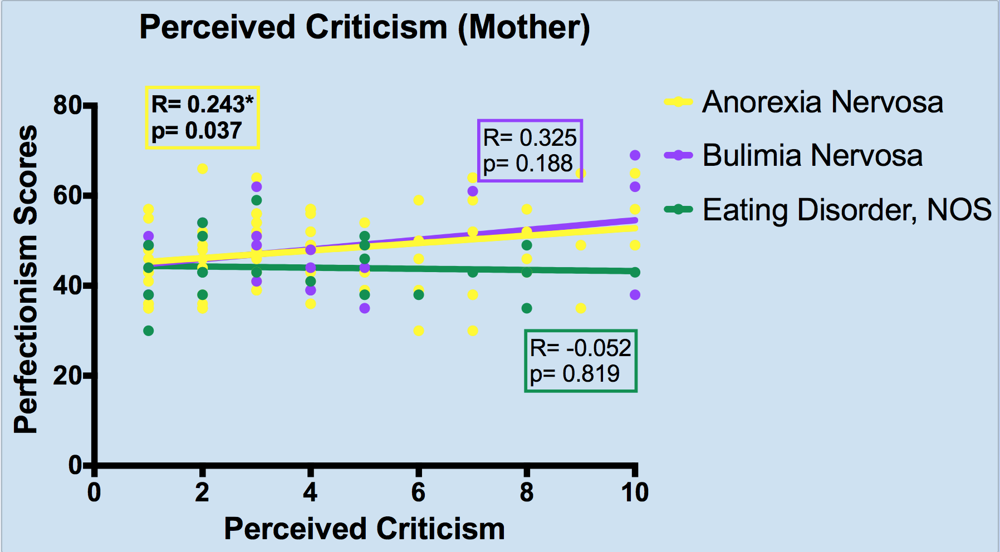 Perceived Criticism (Mother)
R= 0.243*
p= 0.037
R= 0.325
p= 0.188
R= -0.052
p= 0.819
Anorexia Nervosa
Bulimia Nervosa
Eating Disorder, NOS
Perfectionism Scores
80
60
40
20
0
0 2 4 6 8 10
Perceived Criticism